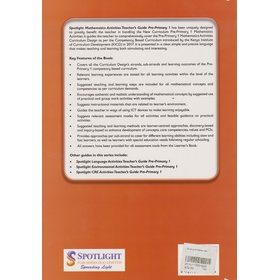 Spotlight Mathematics Activities Teacher's Guide Pre-Primary 1 has been uniquely designed
to greatly benefit the teacher in handling the New Curriculum Pre-Primary 1 Mathematics
Activities. It guides the teacher to comprehensively cover the Pre-Primary 1 Mathematics Activities
Curriculum Design as per the Competency Based Curriculum introduced by the Kenya Institute
of Curriculum Development (KICD) in 2017. It is presented in a clear, simple and precise language
that makes teaching and learning both stimulating and interesting.
Key Features of the Book:
Covers all the Curriculum Design's strands, sub-strands and learning outcomes of the Pre-
Primary 1 competency based curriculum.
Relevant learning experiences are stated for all learning activities within the level of the
learners.
Suggested teaching and learning steps are included for all mathematical concepts and
competencies as per curriculum demands.
Encourages authentic and realistic understanding of mathematical concepts by suggested use
of practical and group work activities with examples.
Suggests instructional materials that are related to learner's environment.
Guides the teacher in ways of using ICT devices to make learning enjoyable.
Suggests relevant assessment modes for all activities and feasible guidance on practical
activities.
Suggested teaching and learning methods are learner-centred approaches, discovery-based
and inquiry-based to enhance development of concepts, core competencies, values and PCIs.
Provides opportunities and ways to cater for different learning abilities including slow and
fast learners as well as learners with special education needs following regular schooling.
All answers have been provided for all assessment tools from the Learner's Book.
Other guides in this series include:
Spotlight Language Activities Teacher's Guide Pre-Primary 1
Spotlight Environmental Activities Teacher's Guide Pre-Primary 1
Spotlight CRE Activities Teacher's Guide Pre-Primary 1
SPOTLIGHT
PUBLISHERS (E.A) LIMITED
Spreading Light